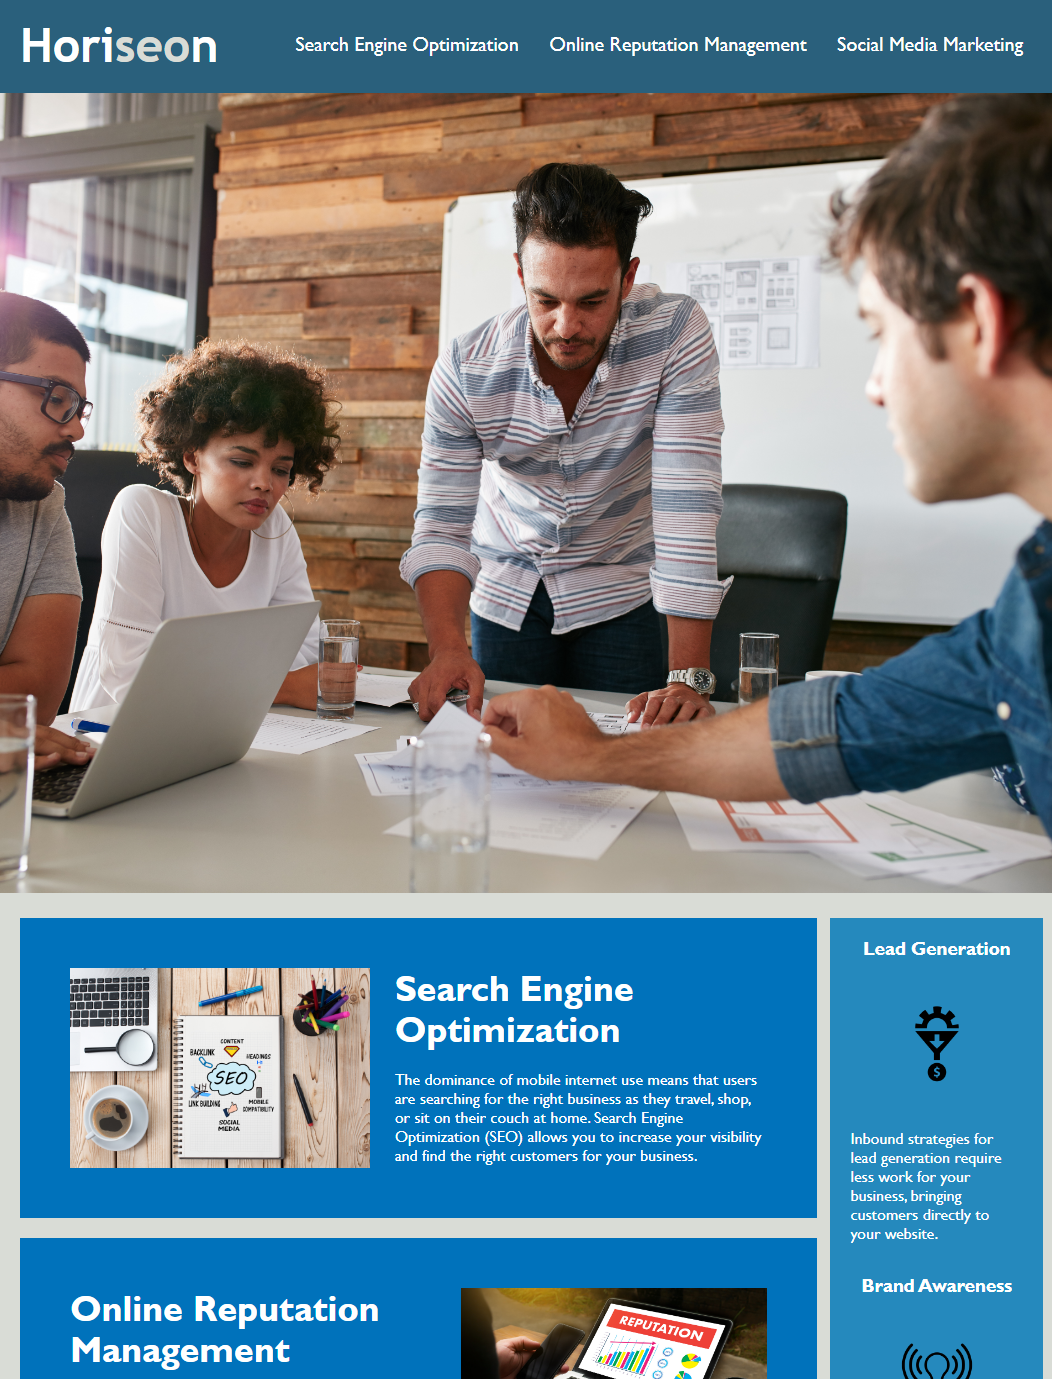 Horiseon
Search Engine Optimization
Online Reputation Management
Social Media Marketing
CONTENT
BACKLINK
HEADINGS
SEO
LINK BUILDING
MOBILE
COMPATIBILITY
SOCIAL
MEDIA
Search Engine
Optimization
The dominance of mobile internet use means that users
are searching for the right business as they travel, shop,
or sit on their couch at home. Search Engine
Optimization (SEO) allows you to increase your visibility
and find the right customers for your business.
Online Reputation
Management
REPUTATION
Lead Generation
$
Inbound strategies for
lead generation require
less work for your
business, bringing
customers directly to
your website.
Brand Awareness